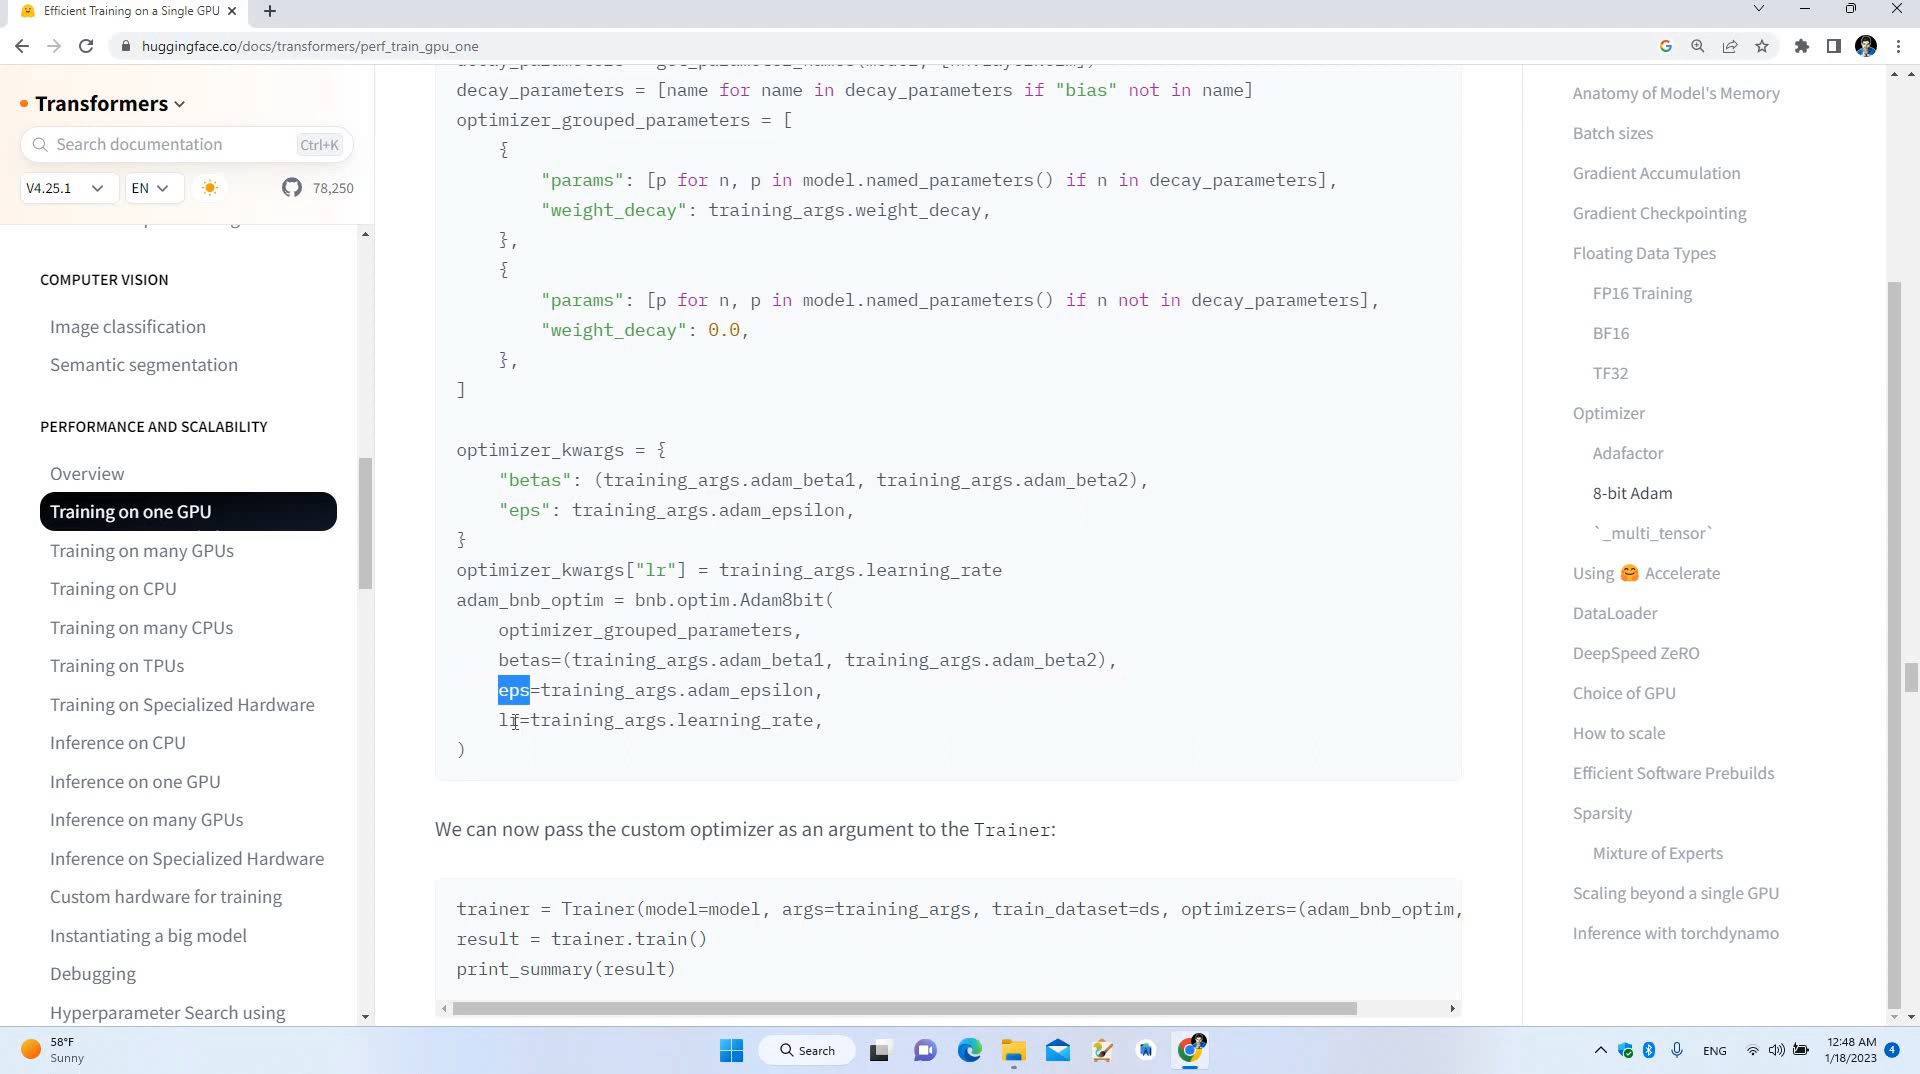 Efficient Training on a Single GPU
huggingface.co/docs/transformers/perf_train_gpu_one
Transformers
Search documentation
Ctrl+K
V4.25.1
EN
78,250
COMPUTER VISION
Image classification
Semantic segmentation
PERFORMANCE AND SCALABILITY
Overview
Training on one GPU
Training on many GPUs
Training on CPU
Training on many CPUs
Training on TPUs
Training on Specialized Hardware
Inference on CPU
Inference on one GPU
Inference on many GPUs
Inference on Specialized Hardware
Custom hardware for training
Instantiating a big model
Debugging
Hyperparameter Search using
decay_parameters = [name for name in decay_parameters if "bias" not in name]
optimizer_grouped_parameters = [
{
"params": [p for n, p in model.named_parameters() if n in decay_parameters],
"weight_decay": training_args.weight_decay,
},
{
"params": [p for n, p in model.named_parameters() if n not in decay_parameters],
"weight_decay": 0.0,
},
]
optimizer_kwargs = {
"betas": (training_args.adam_beta1, training_args.adam_beta2),
"eps": training_args.adam_epsilon,
}
optimizer_kwargs["lr"] = training_args.learning_rate
adam_bnb_optim = bnb.optim.Adam8bit(
optimizer_grouped_parameters,
betas=(training_args.adam_beta1, training_args.adam_beta2),
eps=training_args.adam_epsilon,
lr=training_args.learning_rate,
)
We can now pass the custom optimizer as an argument to the Trainer:
trainer = Trainer(model=model, args=training_args, train_dataset=ds, optimizers=(adam_bnb_optim,
result = trainer.train()
print_summary(result)
Anatomy of Model's Memory
Batch sizes
Gradient Accumulation
Gradient Checkpointing
Floating Data Types
FP16 Training
BF16
TF32
Optimizer
Adafactor
8-bit Adam
`_multi_tensor`
Using 🤗 Accelerate
DataLoader
DeepSpeed ZeRO
Choice of GPU
How to scale
Efficient Software Prebuilds
Sparsity
Mixture of Experts
Scaling beyond a single GPU
Inference with torchdynamo
58°F
Sunny
Search
ENG
12:48 AM
1/18/2023
4